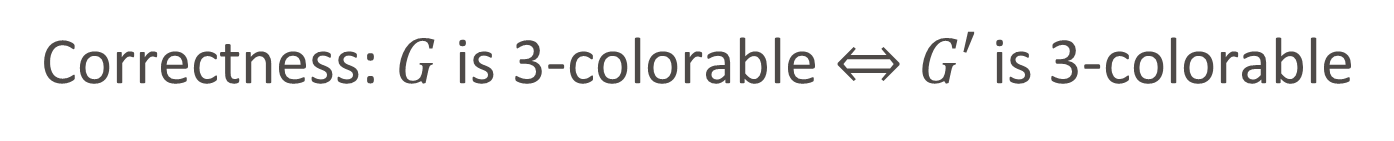 Correctness: G is 3-colorable ⇔ G′ is 3-colorable